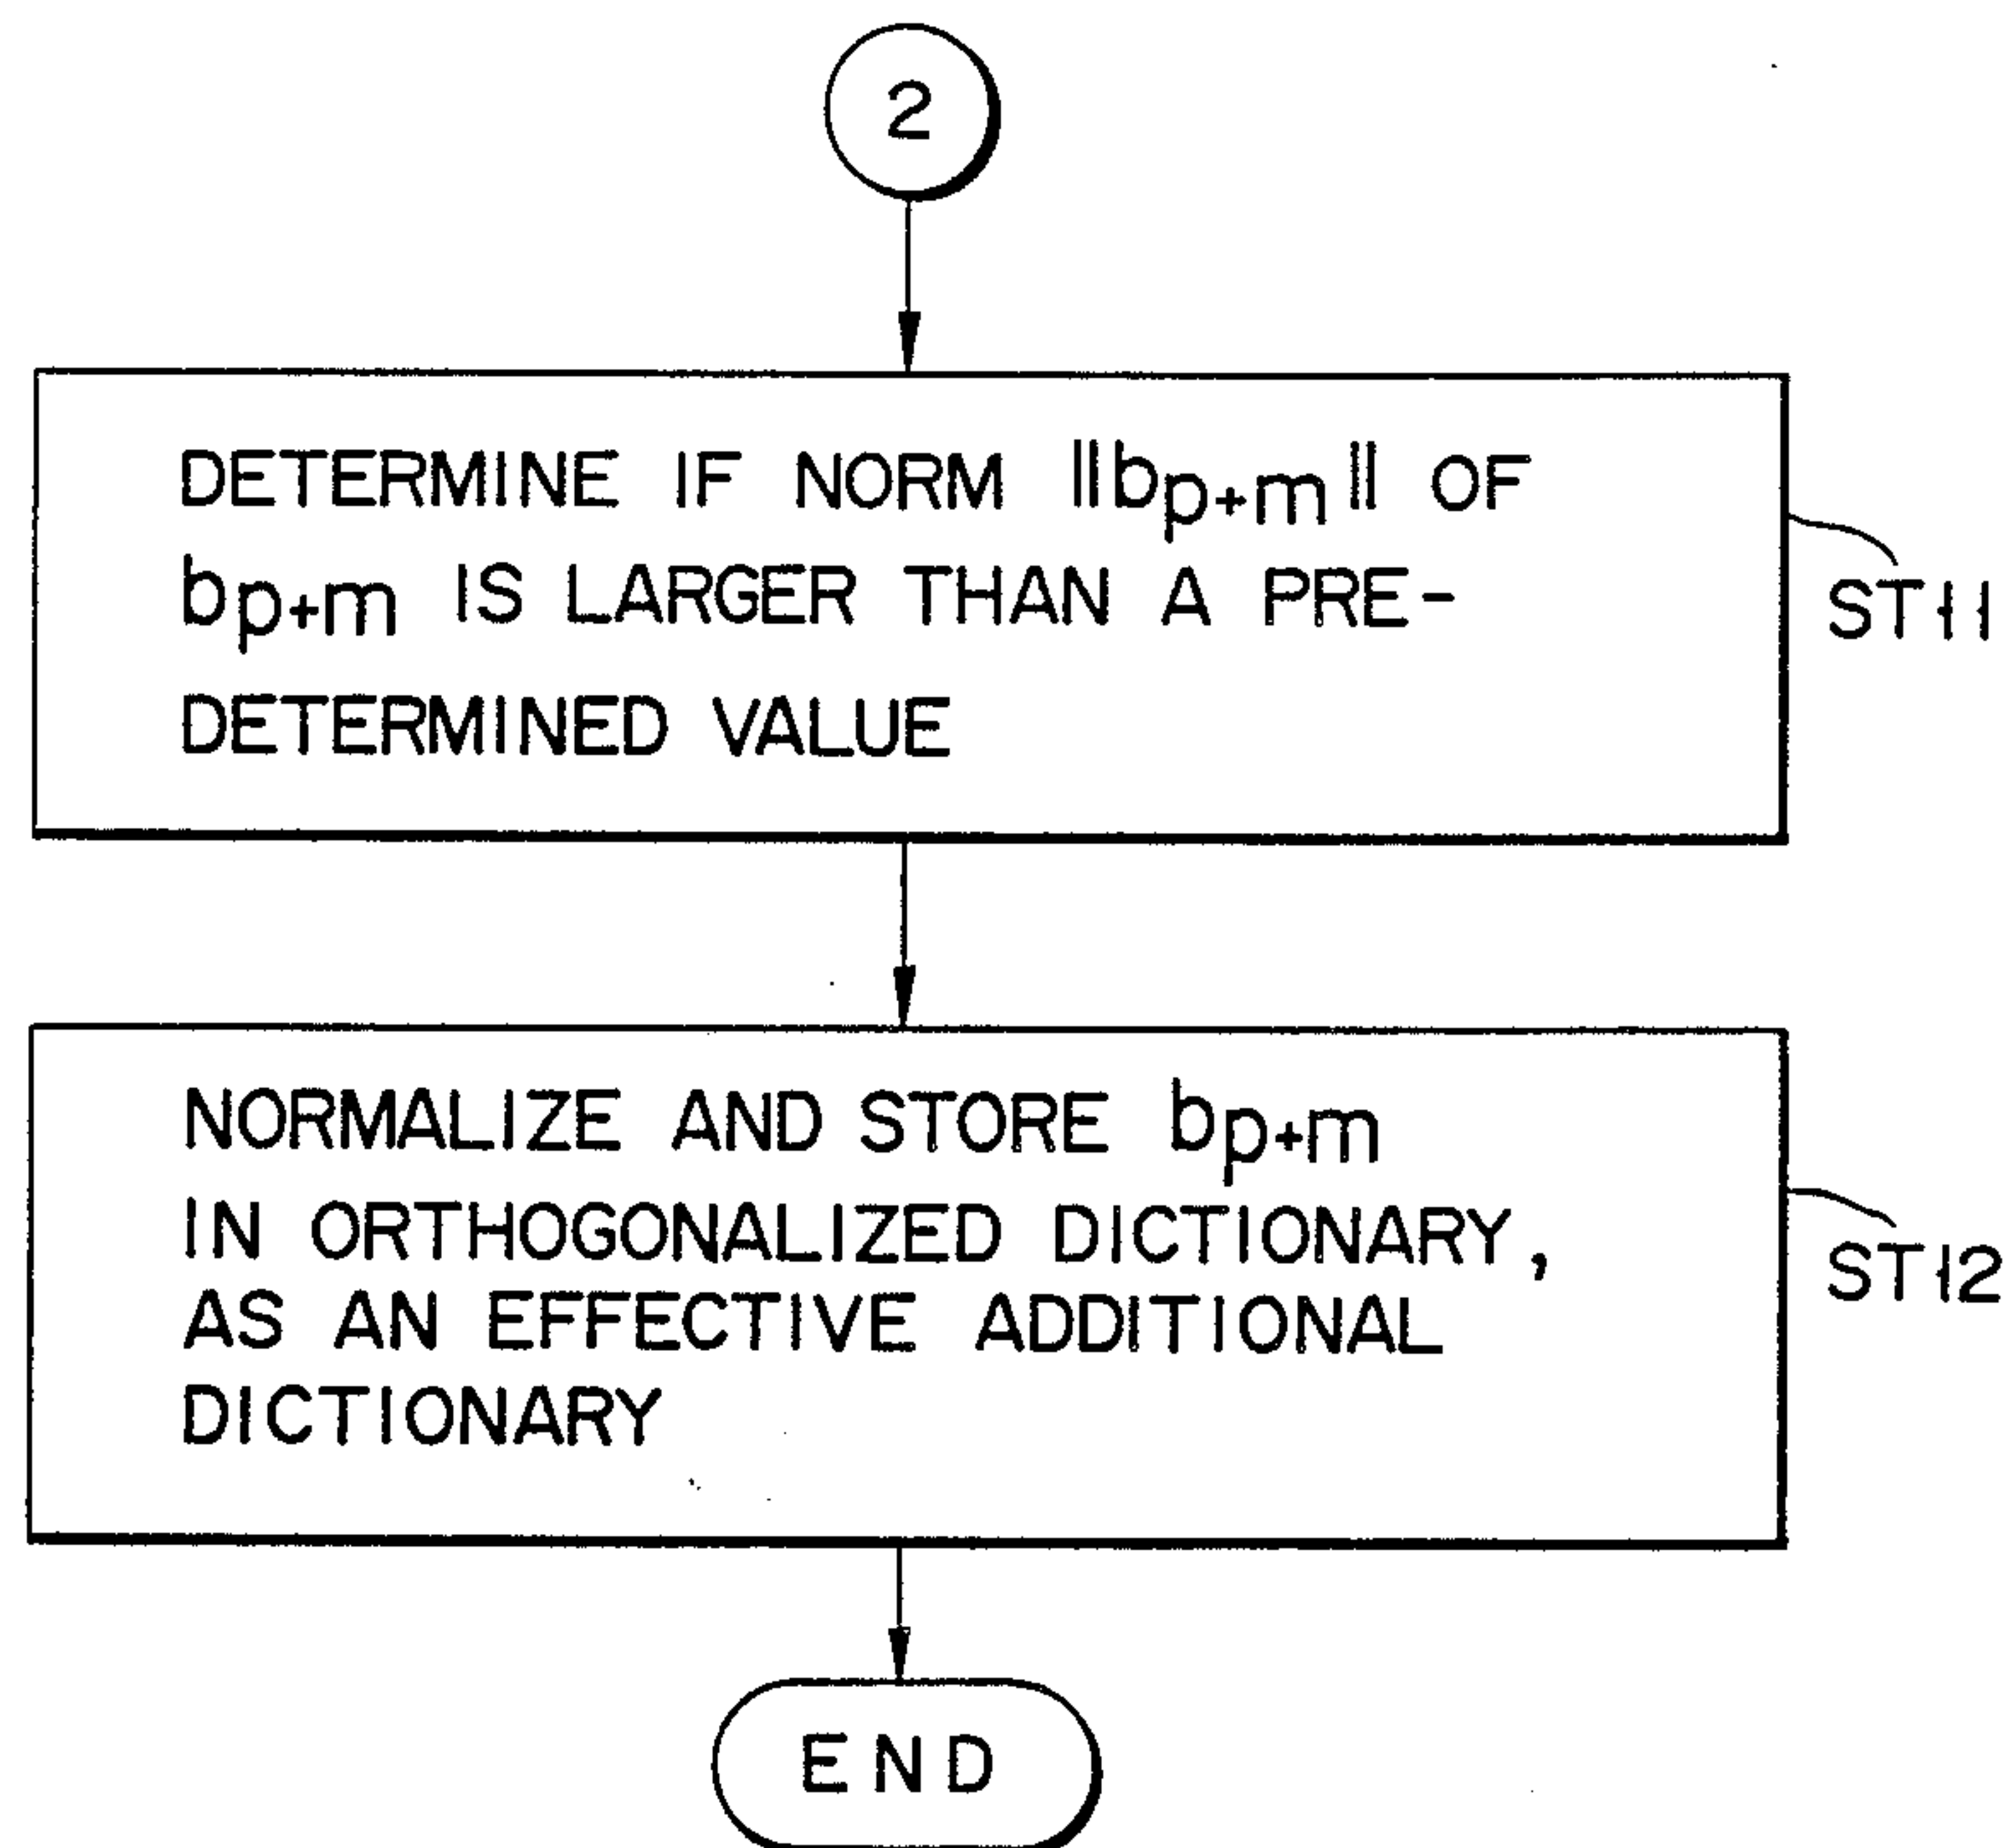 2
DETERMINE IF NORM ||bp+m|| OF
bp+m IS LARGER THAN A PRE-
DETERMINED VALUE
ST11
NORMALIZE AND STORE bp+m
IN ORTHOGONALIZED DICTIONARY,
AS AN EFFECTIVE ADDITIONAL
DICTIONARY
ST12
END